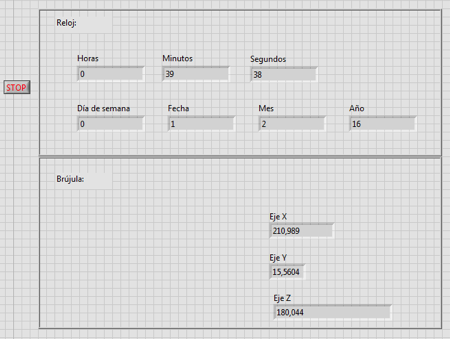 Reloj:
Horas Minutos Segundos
0 39 38
STOP
Día de semana Fecha Mes Año
0 1 2 16
Brújula:
Eje X
210,989
Eje Y
15,5604
Eje Z
180,044